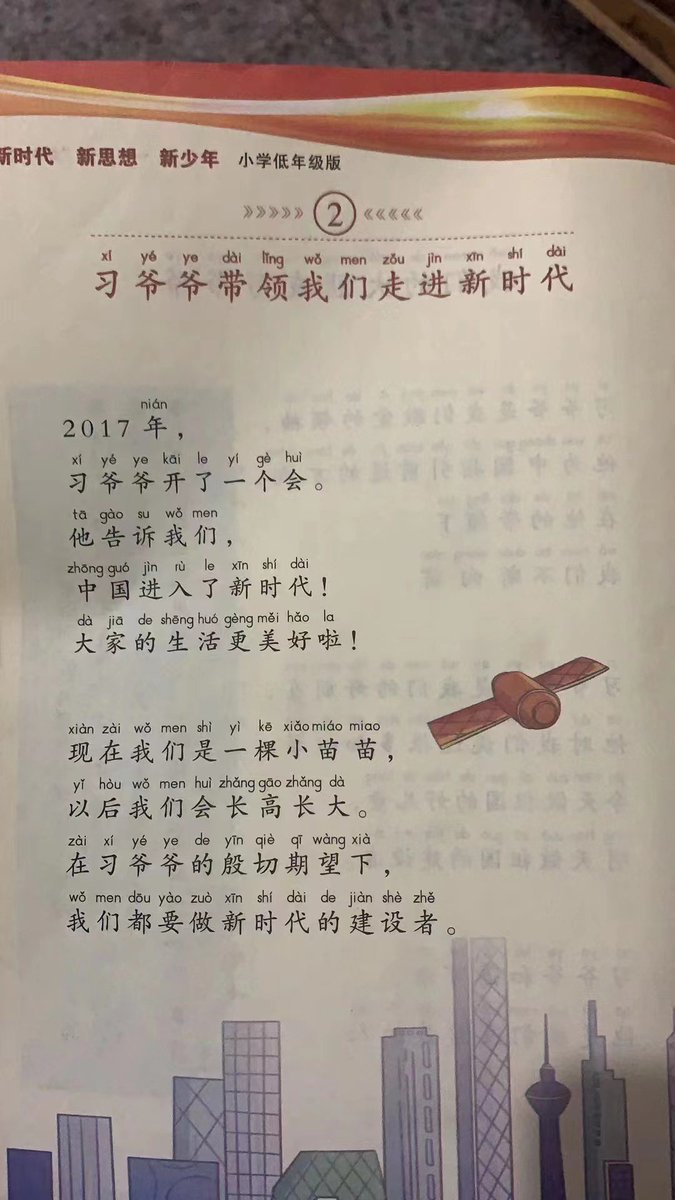 新时代 新思想 新少年 小学低年级版
2
xí yé ye dài lǐng wǒ men zǒu jìn xīn shí dài
习爷爷带领我们走进新时代
nián
2017年，
xí yé ye kāi le yí gè huì
习爷爷开了一个会。
tā gào su wǒ men
他告诉我们，
zhōng guó jìn rù le xīn shí dài
中国进入了新时代！
dà jiā de shēng huó gèng měi hǎo la
大家的生活更美好啦！
xiàn zài wǒ men shì yì kē xiǎo miáo miao
现在我们是一棵小苗苗，
yǐ hòu wǒ men huì zhǎng gāo zhǎng dà
以后我们会长高长大。
zài xí yé ye de yīn qiè qī wàng xià
在习爷爷的殷切期望下，
wǒ men dōu yào zuò xīn shí dài de jiàn shè zhě
我们都要做新时代的建设者。